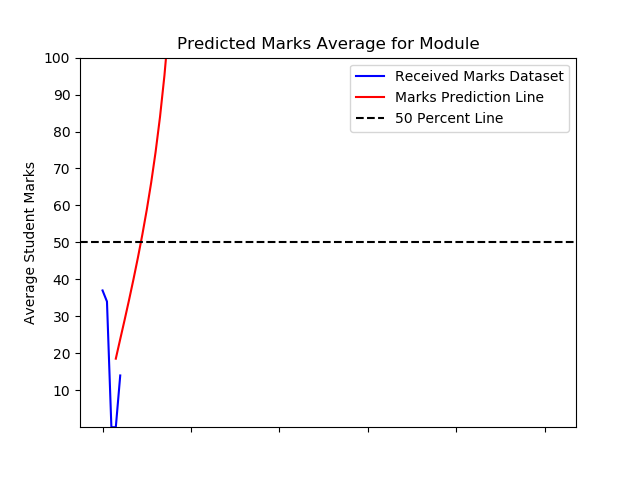 Predicted Marks Average for Module
Received Marks Dataset
Marks Prediction Line
50 Percent Line
Average Student Marks
100
90
80
70
60
50
40
30
20
10